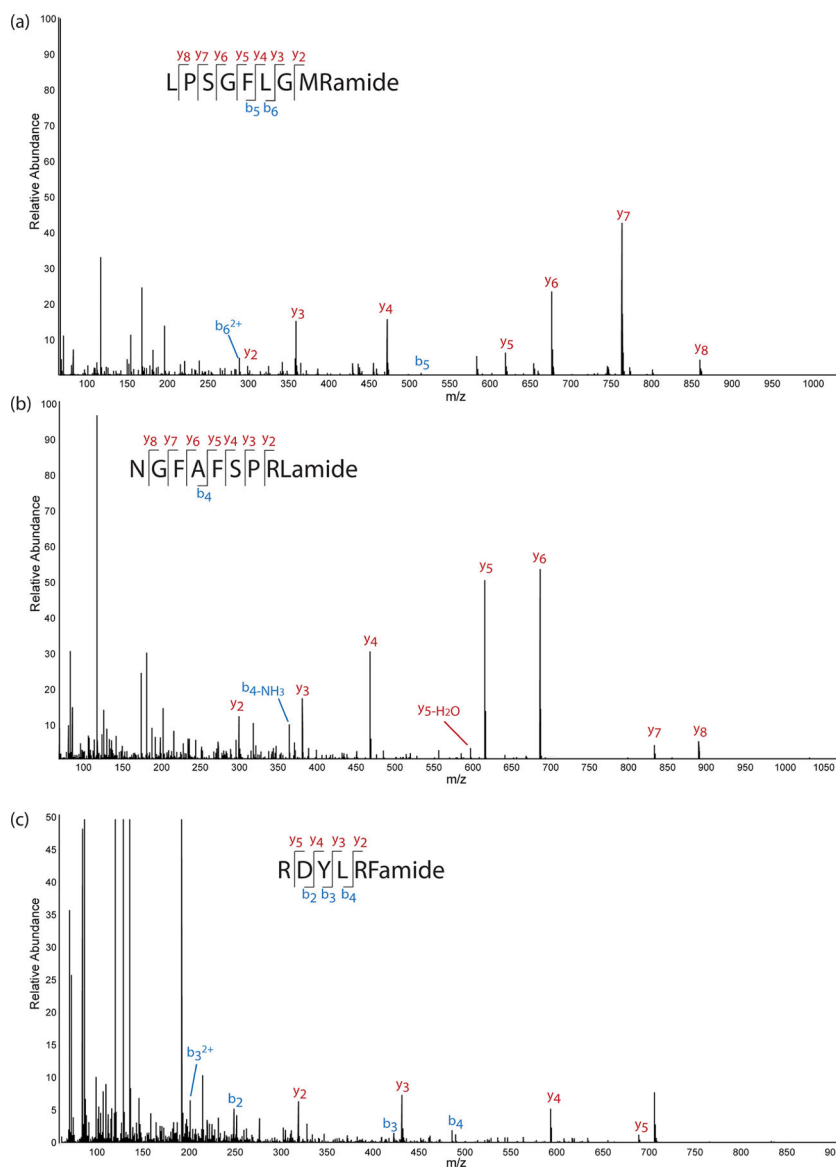 (a)
100
90
80
70
60
50
40
30
20
10
Relative Abundance
y8 y7 y6 y5 y4 y3 y2
LPSGFLGMRamide
b5 b6
b6 2+
y2
y3
y4
b5
y5
y6
y7
y8
100 150 200 250 300 350 400 450 500 550 600 650 700 750 800 850 900 950 1000
m/z
(b)
100
90
80
70
60
50
40
30
20
10
Relative Abundance
y8 y7 y6 y5 y4 y3 y2
NGFAFSPRLamide
b4
y2
b4-NH3
y3
y4
y5-H2O
y5
y6
y7
y8
100 150 200 250 300 350 400 450 500 550 600 650 700 750 800 850 900 950 1000 1050
m/z
(c)
50
45
40
35
30
25
20
15
10
5
0
Relative Abundance
y5 y4 y3 y2
RDYLRFamide
b2 b3 b4
b3 2+
b2
y2
b3
y3
b4
y4
y5
100 150 200 250 300 350 400 450 500 550 600 650 700 750 800 850 900
m/z